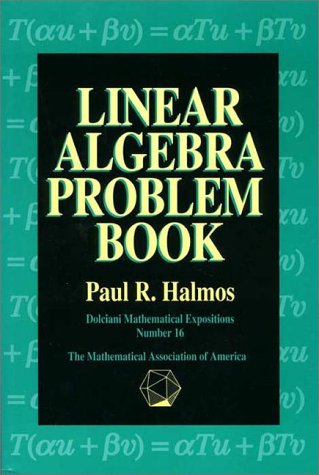 T(αu + βv) = αTu + βTv
LINEAR
ALGEBRA
PROBLEM
BOOK
Paul R. Halmos
Dolciani Mathematical Expositions
Number 16
The Mathematical Association of America
T(αu + βv) = αTu + βTv